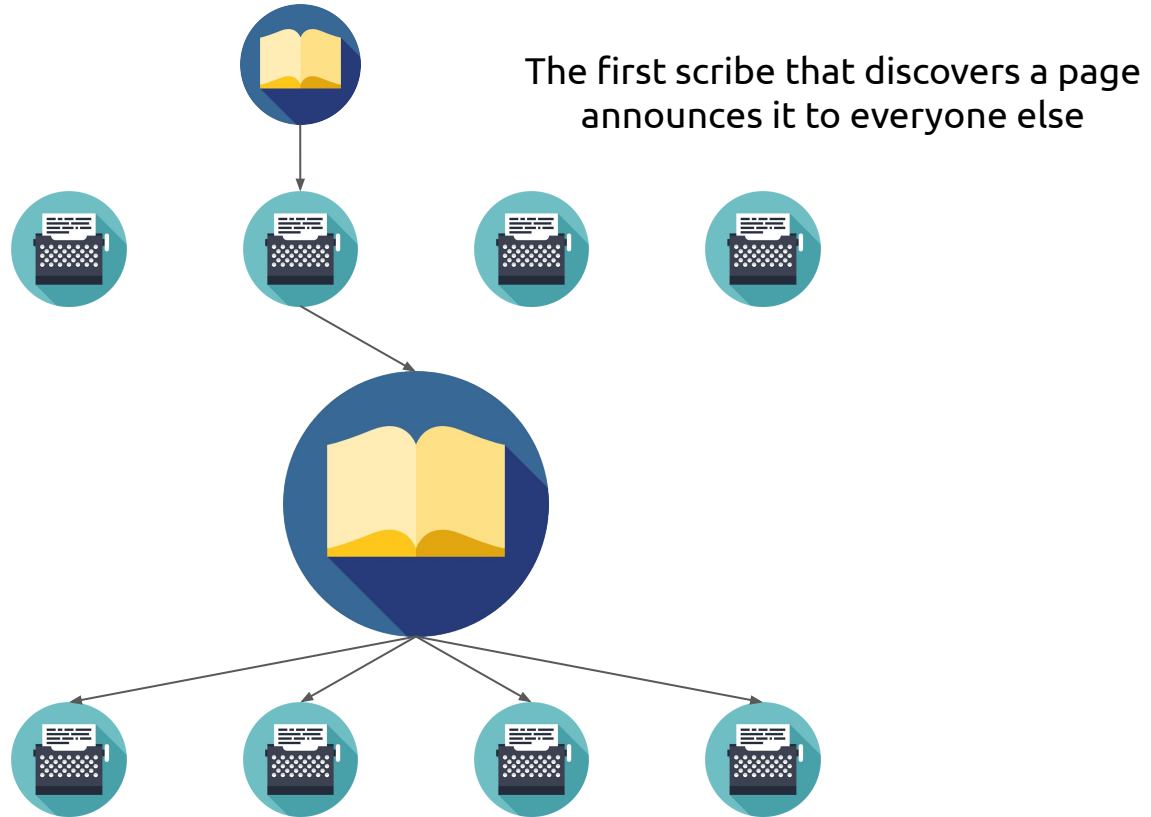 The first scribe that discovers a page
announces it to everyone else